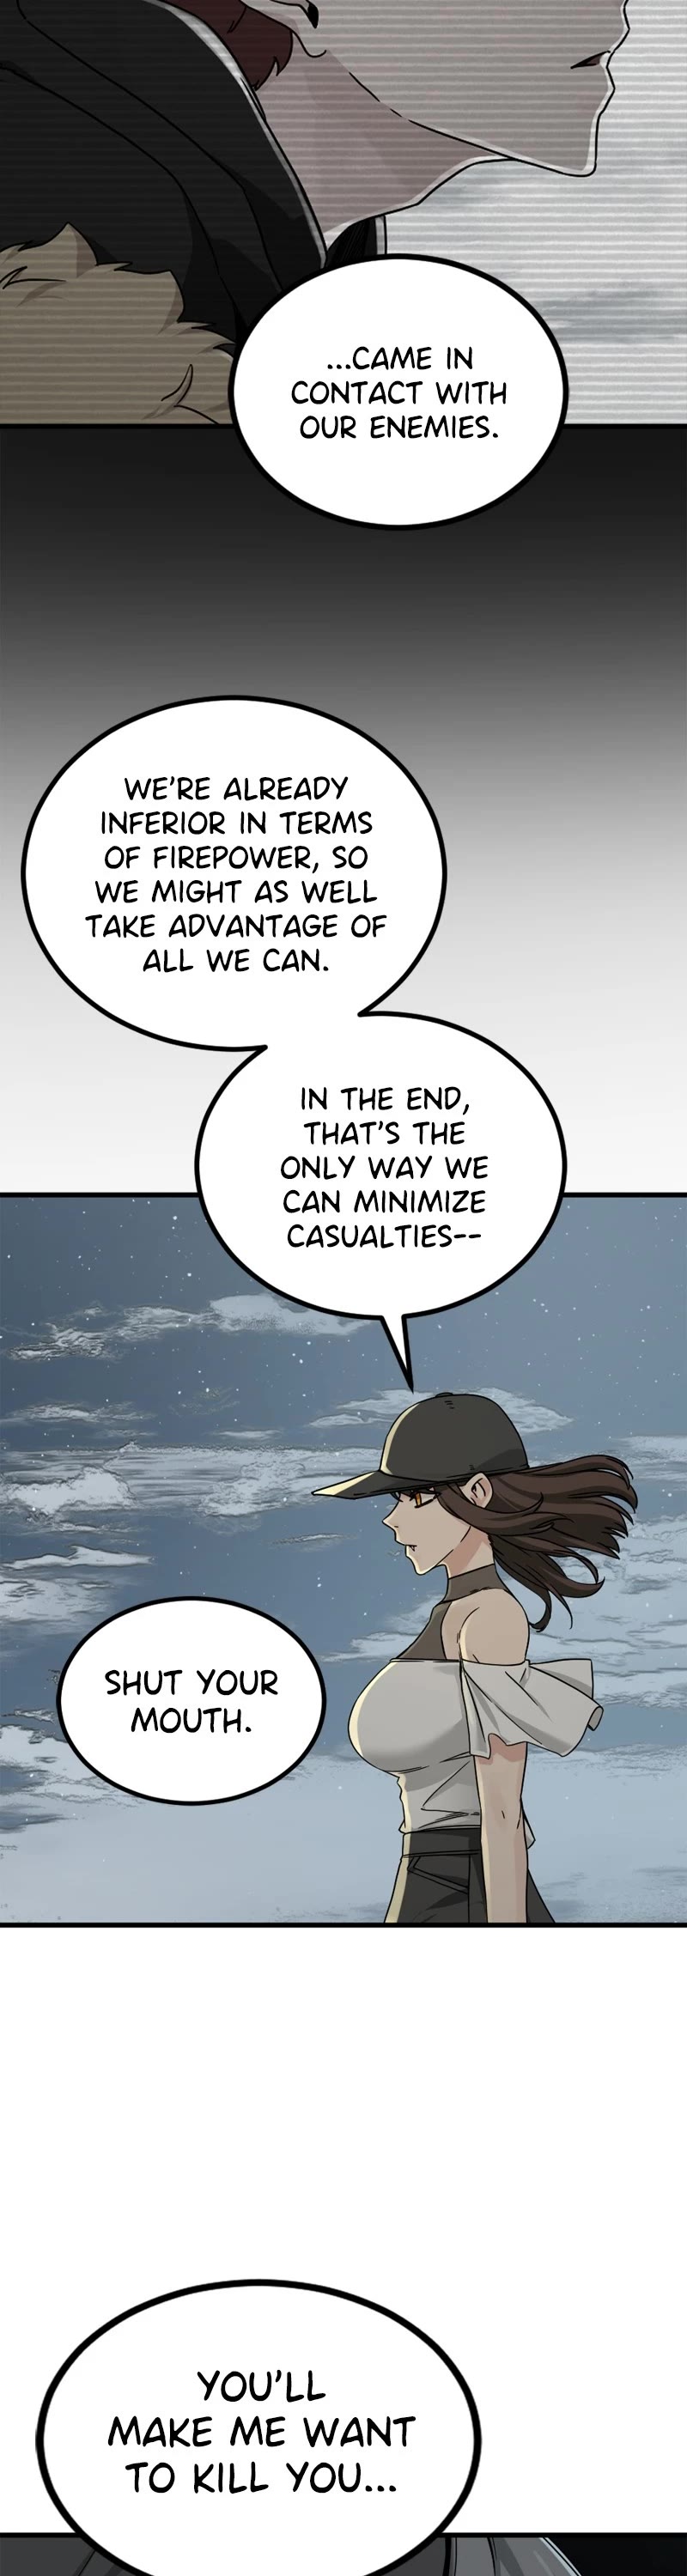 ...CAME IN
CONTACT WITH
OUR ENEMIES.
WE'RE ALREADY
INFERIOR IN TERMS
OF FIREPOWER, SO
WE MIGHT AS WELL
TAKE ADVANTAGE OF
ALL WE CAN.
IN THE END,
THAT'S THE
ONLY WAY WE
CAN MINIMIZE
CASUALTIES--
SHUT YOUR
MOUTH.
YOU'LL
MAKE ME WANT
TO KILL YOU...